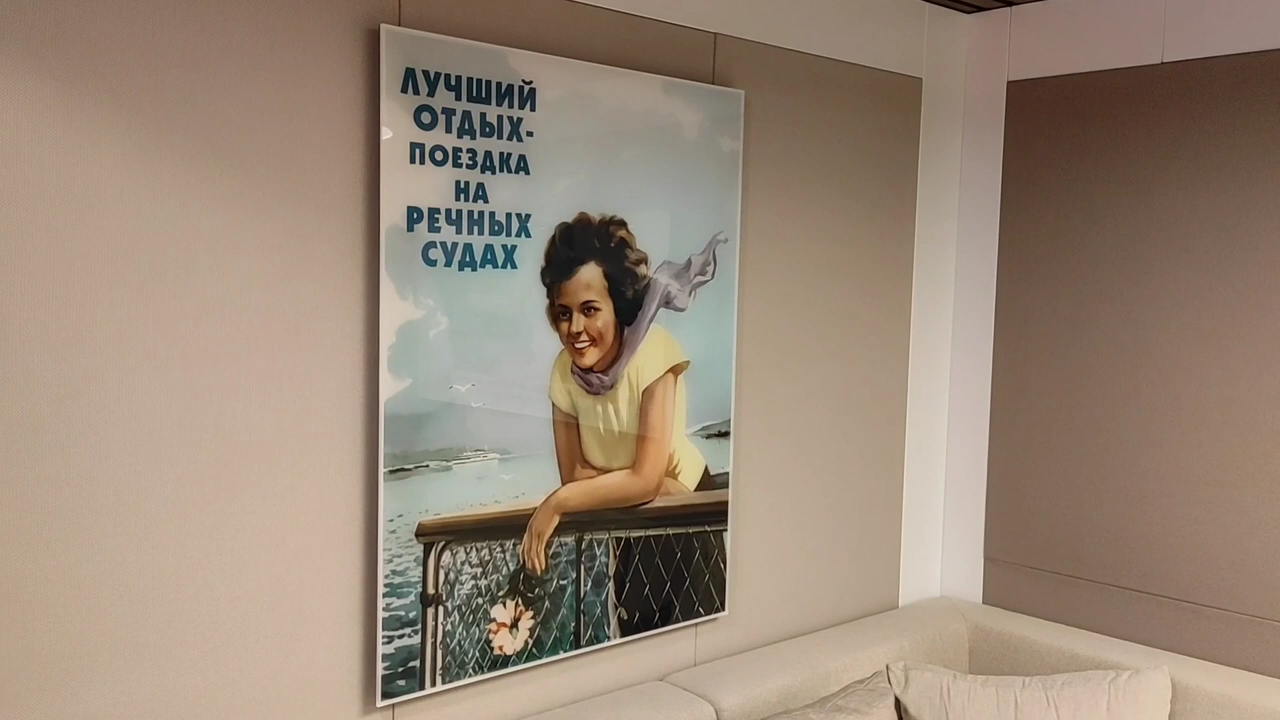 ЛУЧШИЙ
ОТДЫХ-
ПОЕЗДКА
НА
РЕЧНЫХ
СУДАХ